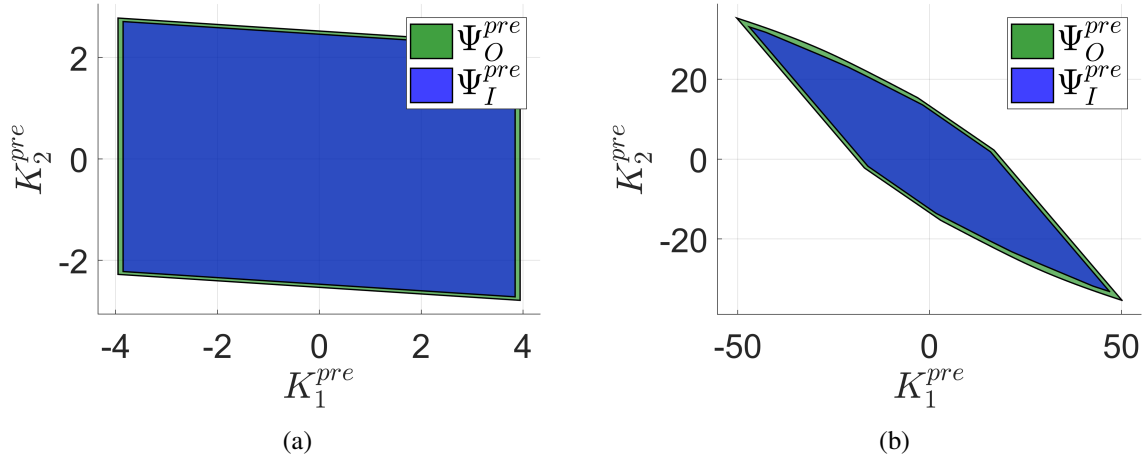 2
0
-2
-4
-2
0
2
4
K_2^{pre}
K_1^{pre}
Ψ_O^{pre}
Ψ_I^{pre}
(a)
20
0
-20
-50
0
50
K_2^{pre}
K_1^{pre}
Ψ_O^{pre}
Ψ_I^{pre}
(b)